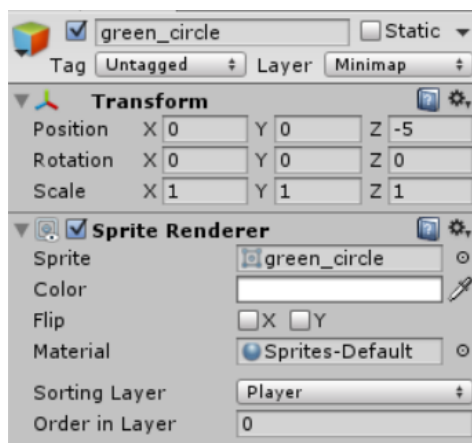 green_circle Static
Tag Untagged Layer Minimap
Transform
Position X 0 Y 0 Z -5
Rotation X 0 Y 0 Z 0
Scale X 1 Y 1 Z 1
Sprite Renderer
Sprite green_circle
Color
Flip X Y
Material Sprites-Default
Sorting Layer Player
Order in Layer 0